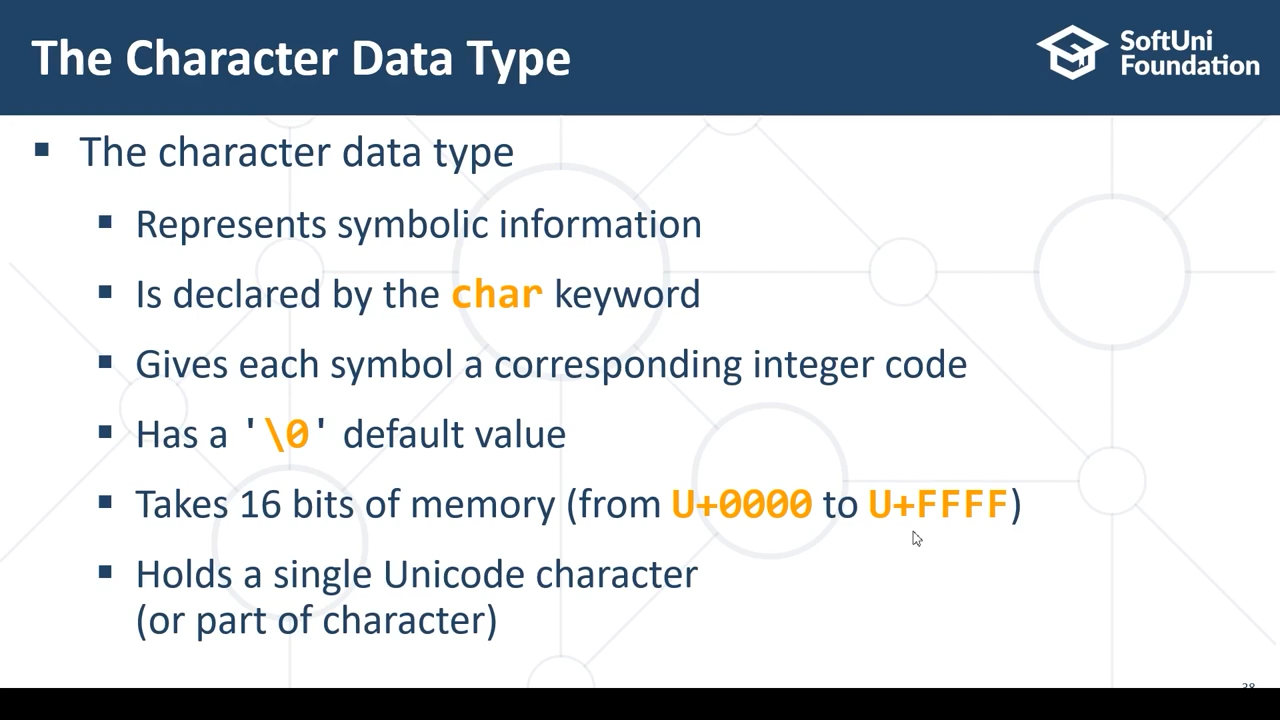 The Character Data Type
SoftUni
Foundation
▪ The character data type
▪ Represents symbolic information
▪ Is declared by the char keyword
▪ Gives each symbol a corresponding integer code
▪ Has a '\0' default value
▪ Takes 16 bits of memory (from U+0000 to U+FFFF)
▪ Holds a single Unicode character
(or part of character)
38